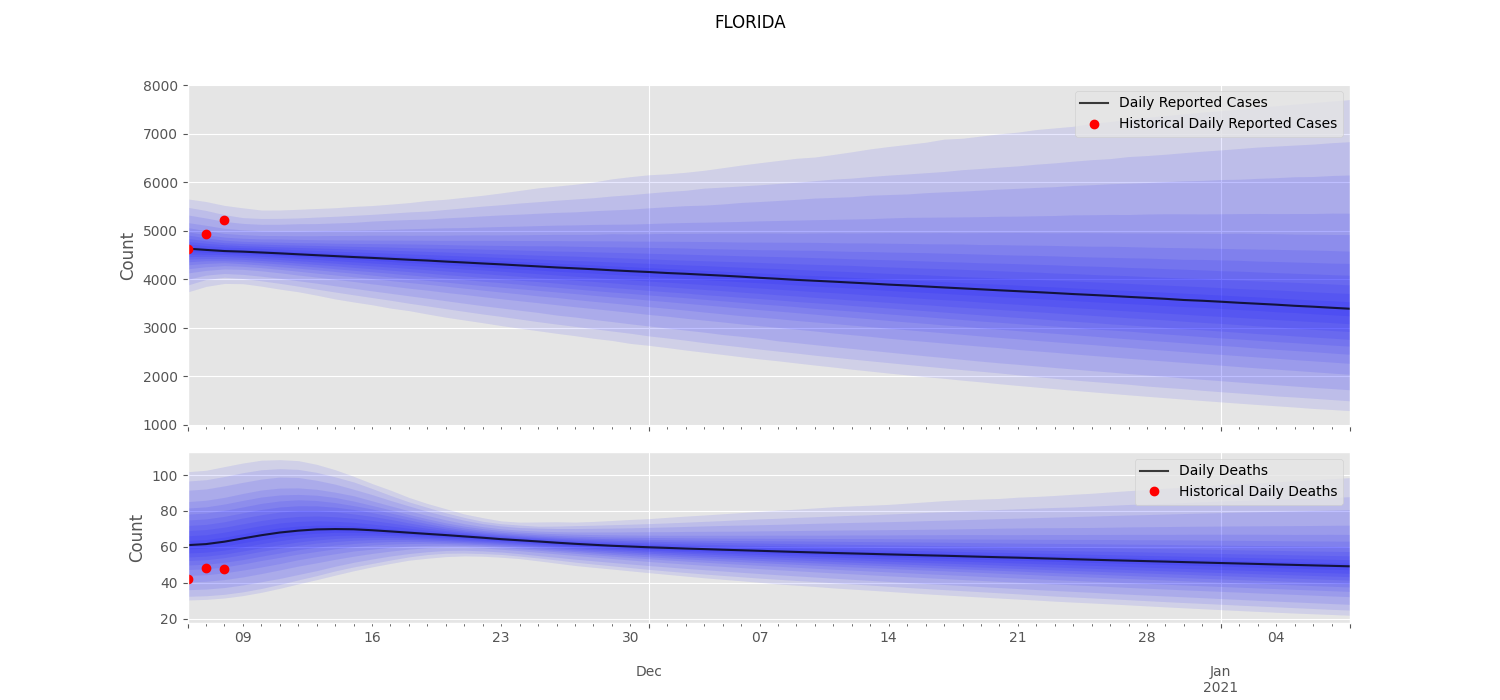 FLORIDA
Daily Reported Cases
Historical Daily Reported Cases
Count
8000
7000
6000
5000
4000
3000
2000
1000
Daily Deaths
Historical Daily Deaths
Count
100
80
60
40
20
09 16 23 30 07 14 21 28 04
Dec Jan
2021